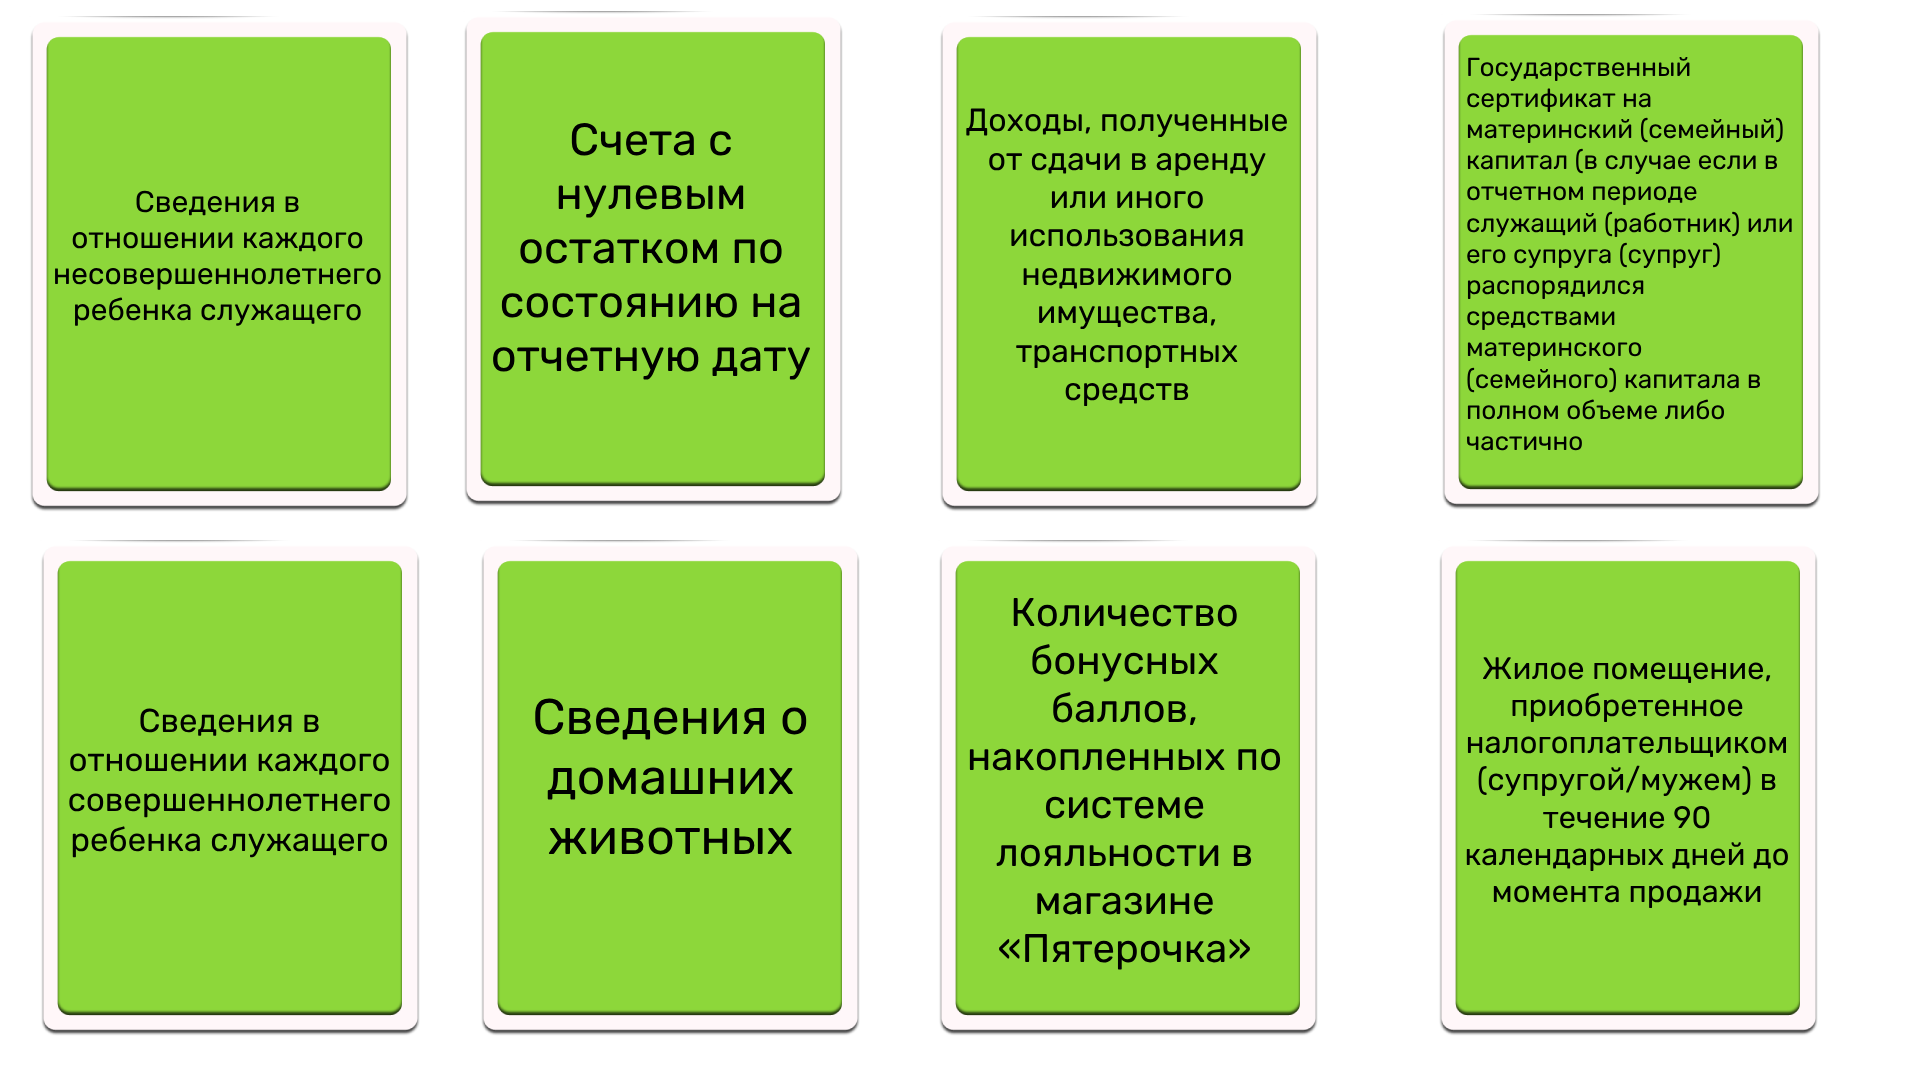 Сведения в
отношении каждого
несовершеннолетнего
ребенка служащего
Счета с
нулевым
остатком по
состоянию на
отчетную дату
Доходы, полученные
от сдачи в аренду
или иного
использования
недвижимого
имущества,
транспортных
средств
Государственный
сертификат на
материнский (семейный)
капитал (в случае если в
отчетном периоде
служащий (работник) или
его супруга (супруг)
распорядился
средствами
материнского
(семейного) капитала в
полном объеме либо
частично
Сведения в
отношении каждого
совершеннолетнего
ребенка служащего
Сведения о
домашних
животных
Количество
бонусных
баллов,
накопленных по
системе
лояльности в
магазине
«Пятерочка»
Жилое помещение,
приобретенное
налогоплательщиком
(супругой/мужем) в
течение 90
календарных дней до
момента продажи